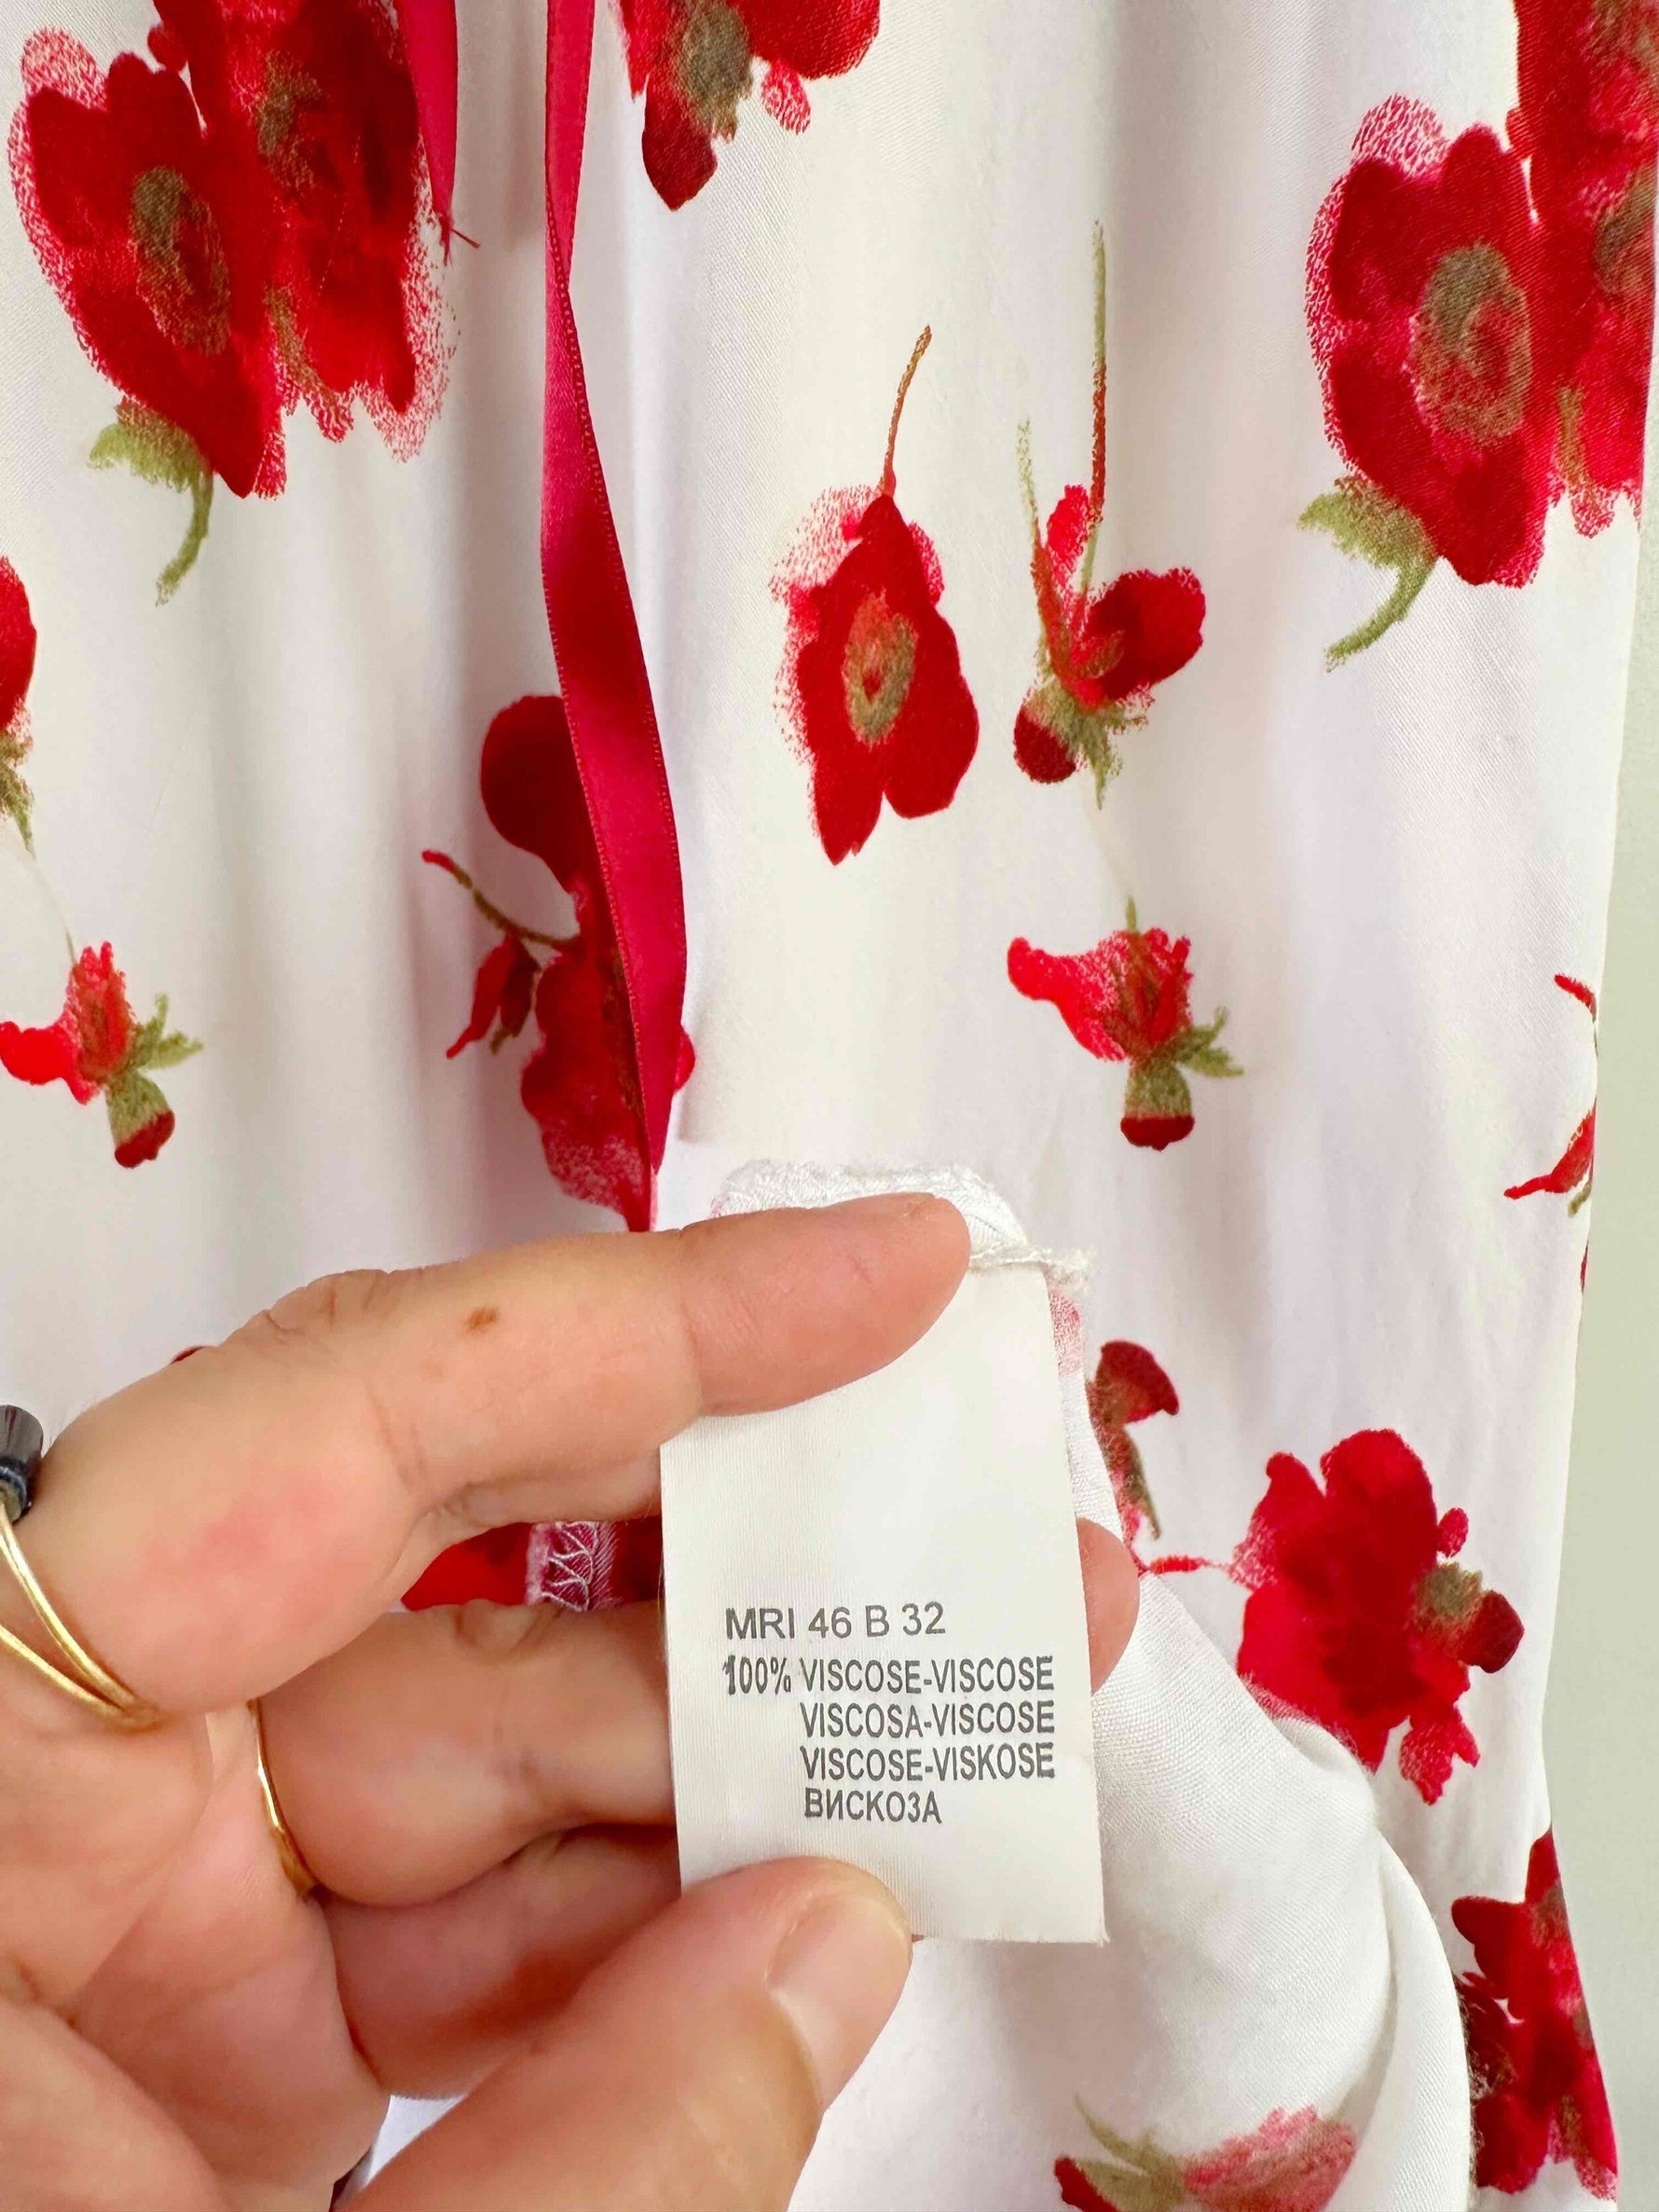 MRI 46 B 32
100% VISCOSE-VISCOSE
VISCOSA-VISCOSE
VISCOSE-VISKOSE
ВИСКОЗА